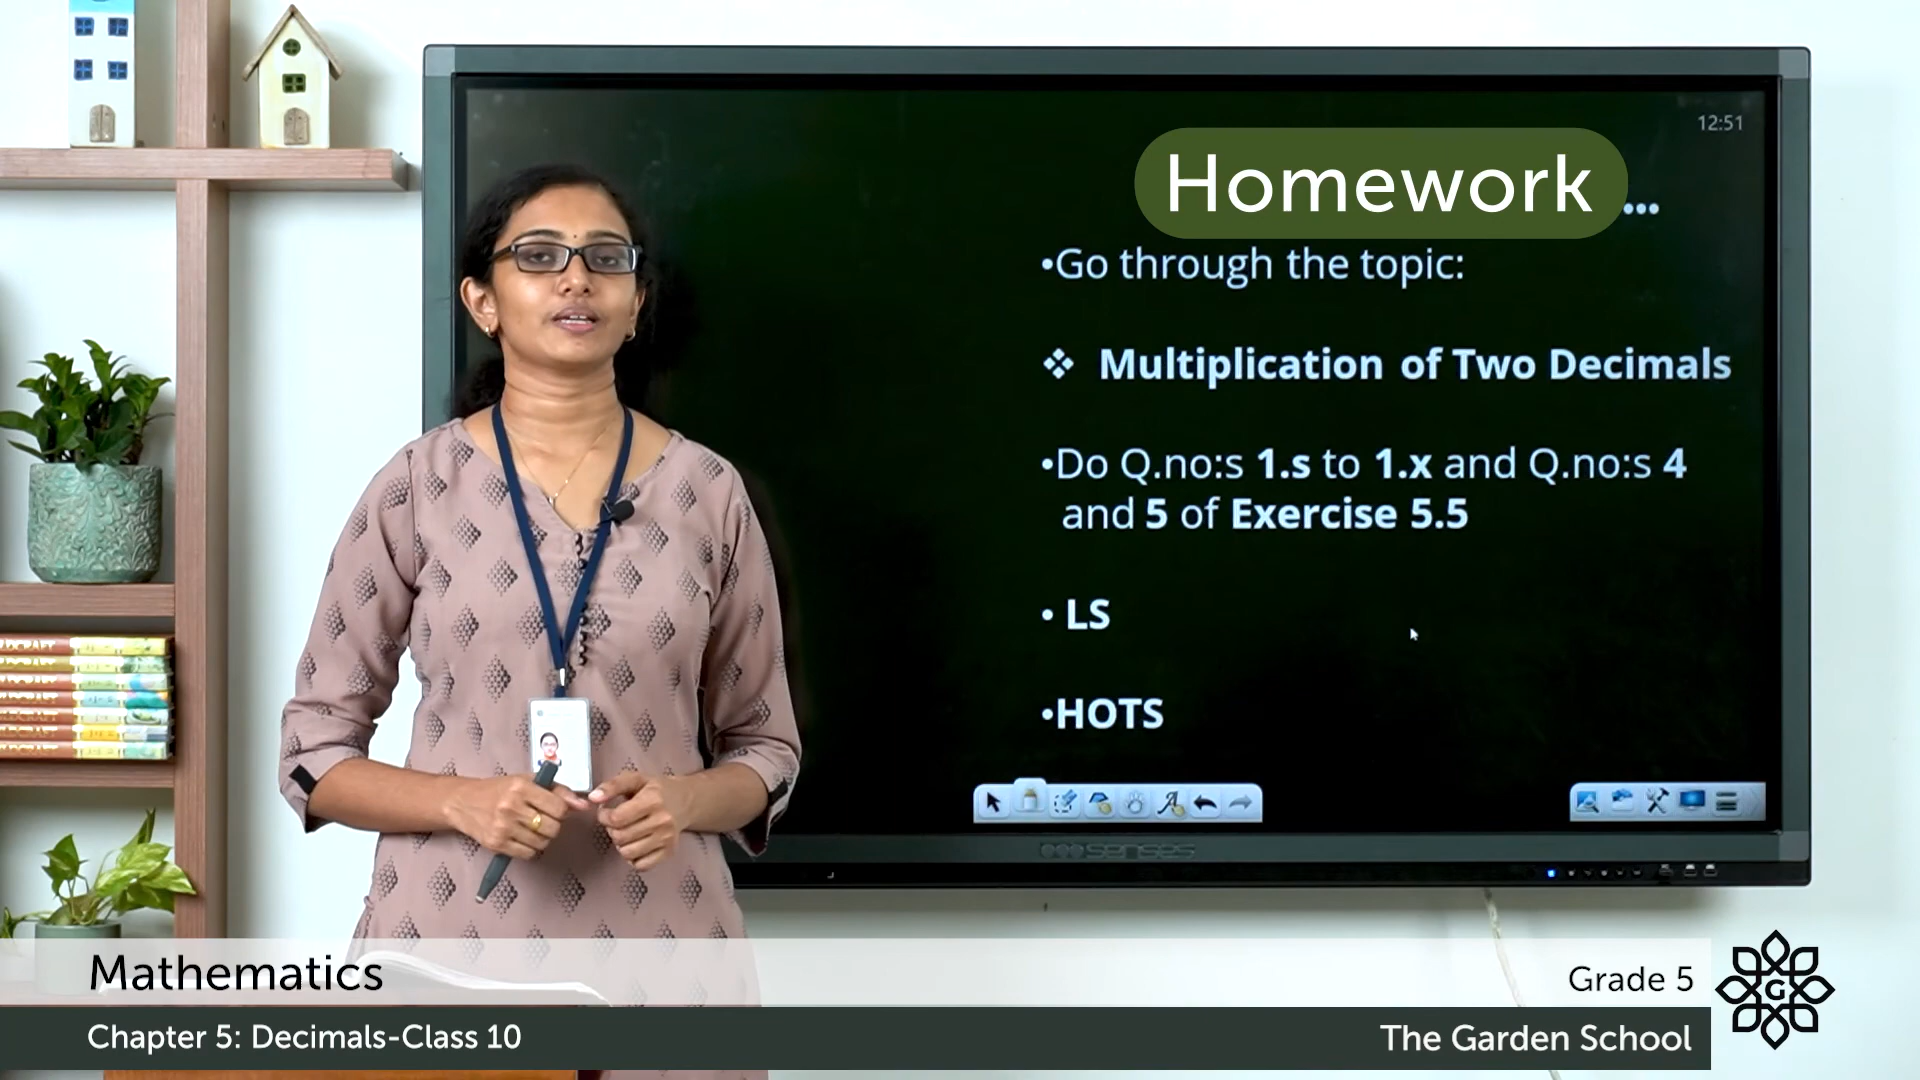 12:51
Homework
...
•Go through the topic:
❖ Multiplication of Two Decimals
•Do Q.no:s 1.s to 1.x and Q.no:s 4
and 5 of Exercise 5.5
• LS
•HOTS
senses
Mathematics
Grade 5
G
Chapter 5: Decimals-Class 10
The Garden School